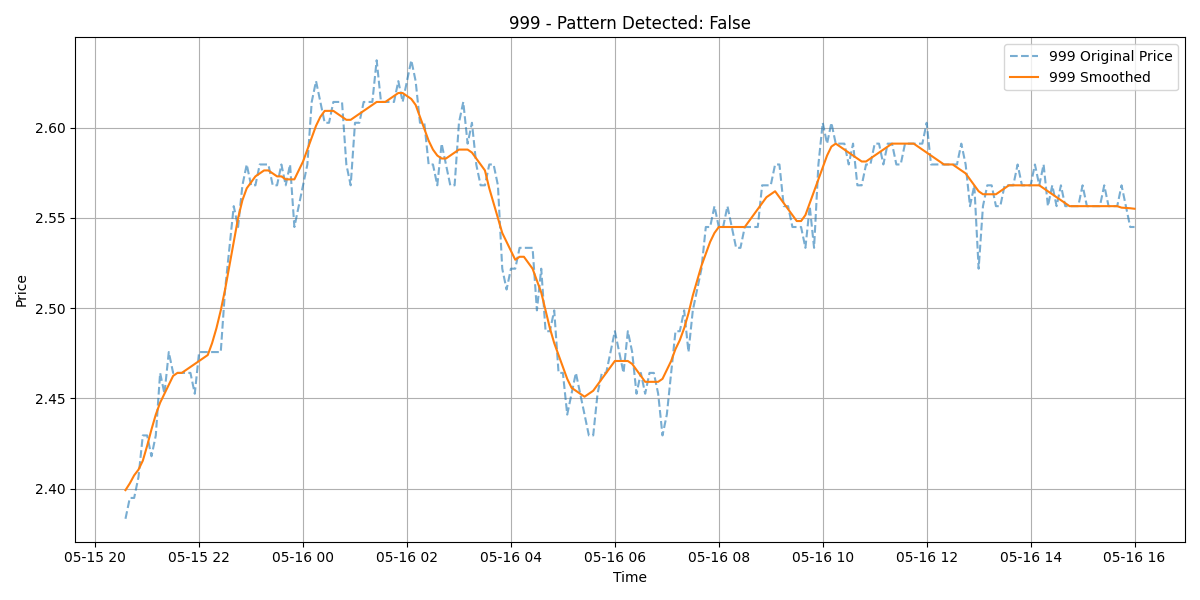 999 - Pattern Detected: False
999 Original Price
999 Smoothed
Price
2.60
2.55
2.50
2.45
2.40
05-15 20 05-15 22 05-16 00 05-16 02 05-16 04 05-16 06 05-16 08 05-16 10 05-16 12 05-16 14 05-16 16
Time